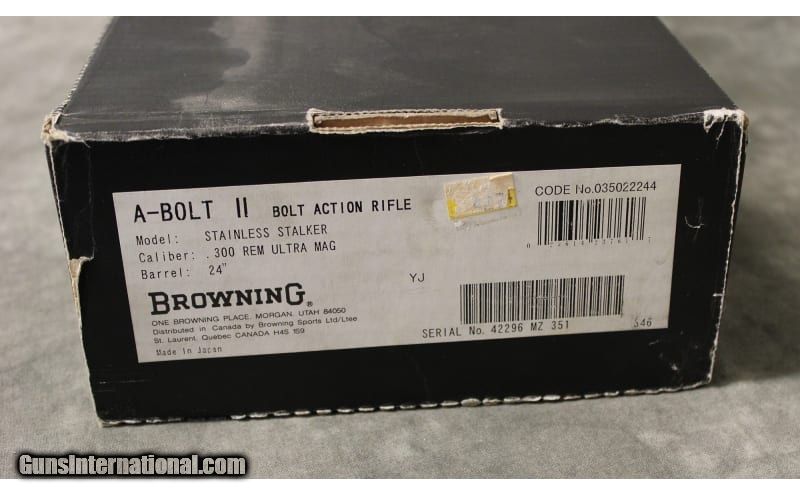 A-BOLT II BOLT ACTION RIFLE
CODE No.035022244
Model: STAINLESS STALKER
Caliber: .300 REM ULTRA MAG
Barrel: 24"
YJ
BROWNING®
ONE BROWNING PLACE, MORGAN, UTAH 84050
Distributed in Canada by Browning Sports Ltd/Ltee
St. Laurent, Quebec CANADA H4S 1S9
Made in Japan
SERIAL No. 42296 MZ 351
546
GunsInternational.com